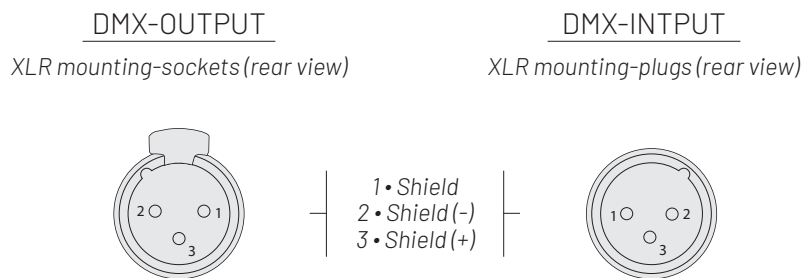 DMX-OUTPUT
XLR mounting-sockets (rear view)
DMX-INTPUT
XLR mounting-plugs (rear view)
2 1
3
1 • Shield
2 • Shield (-)
3 • Shield (+)
1 2
3